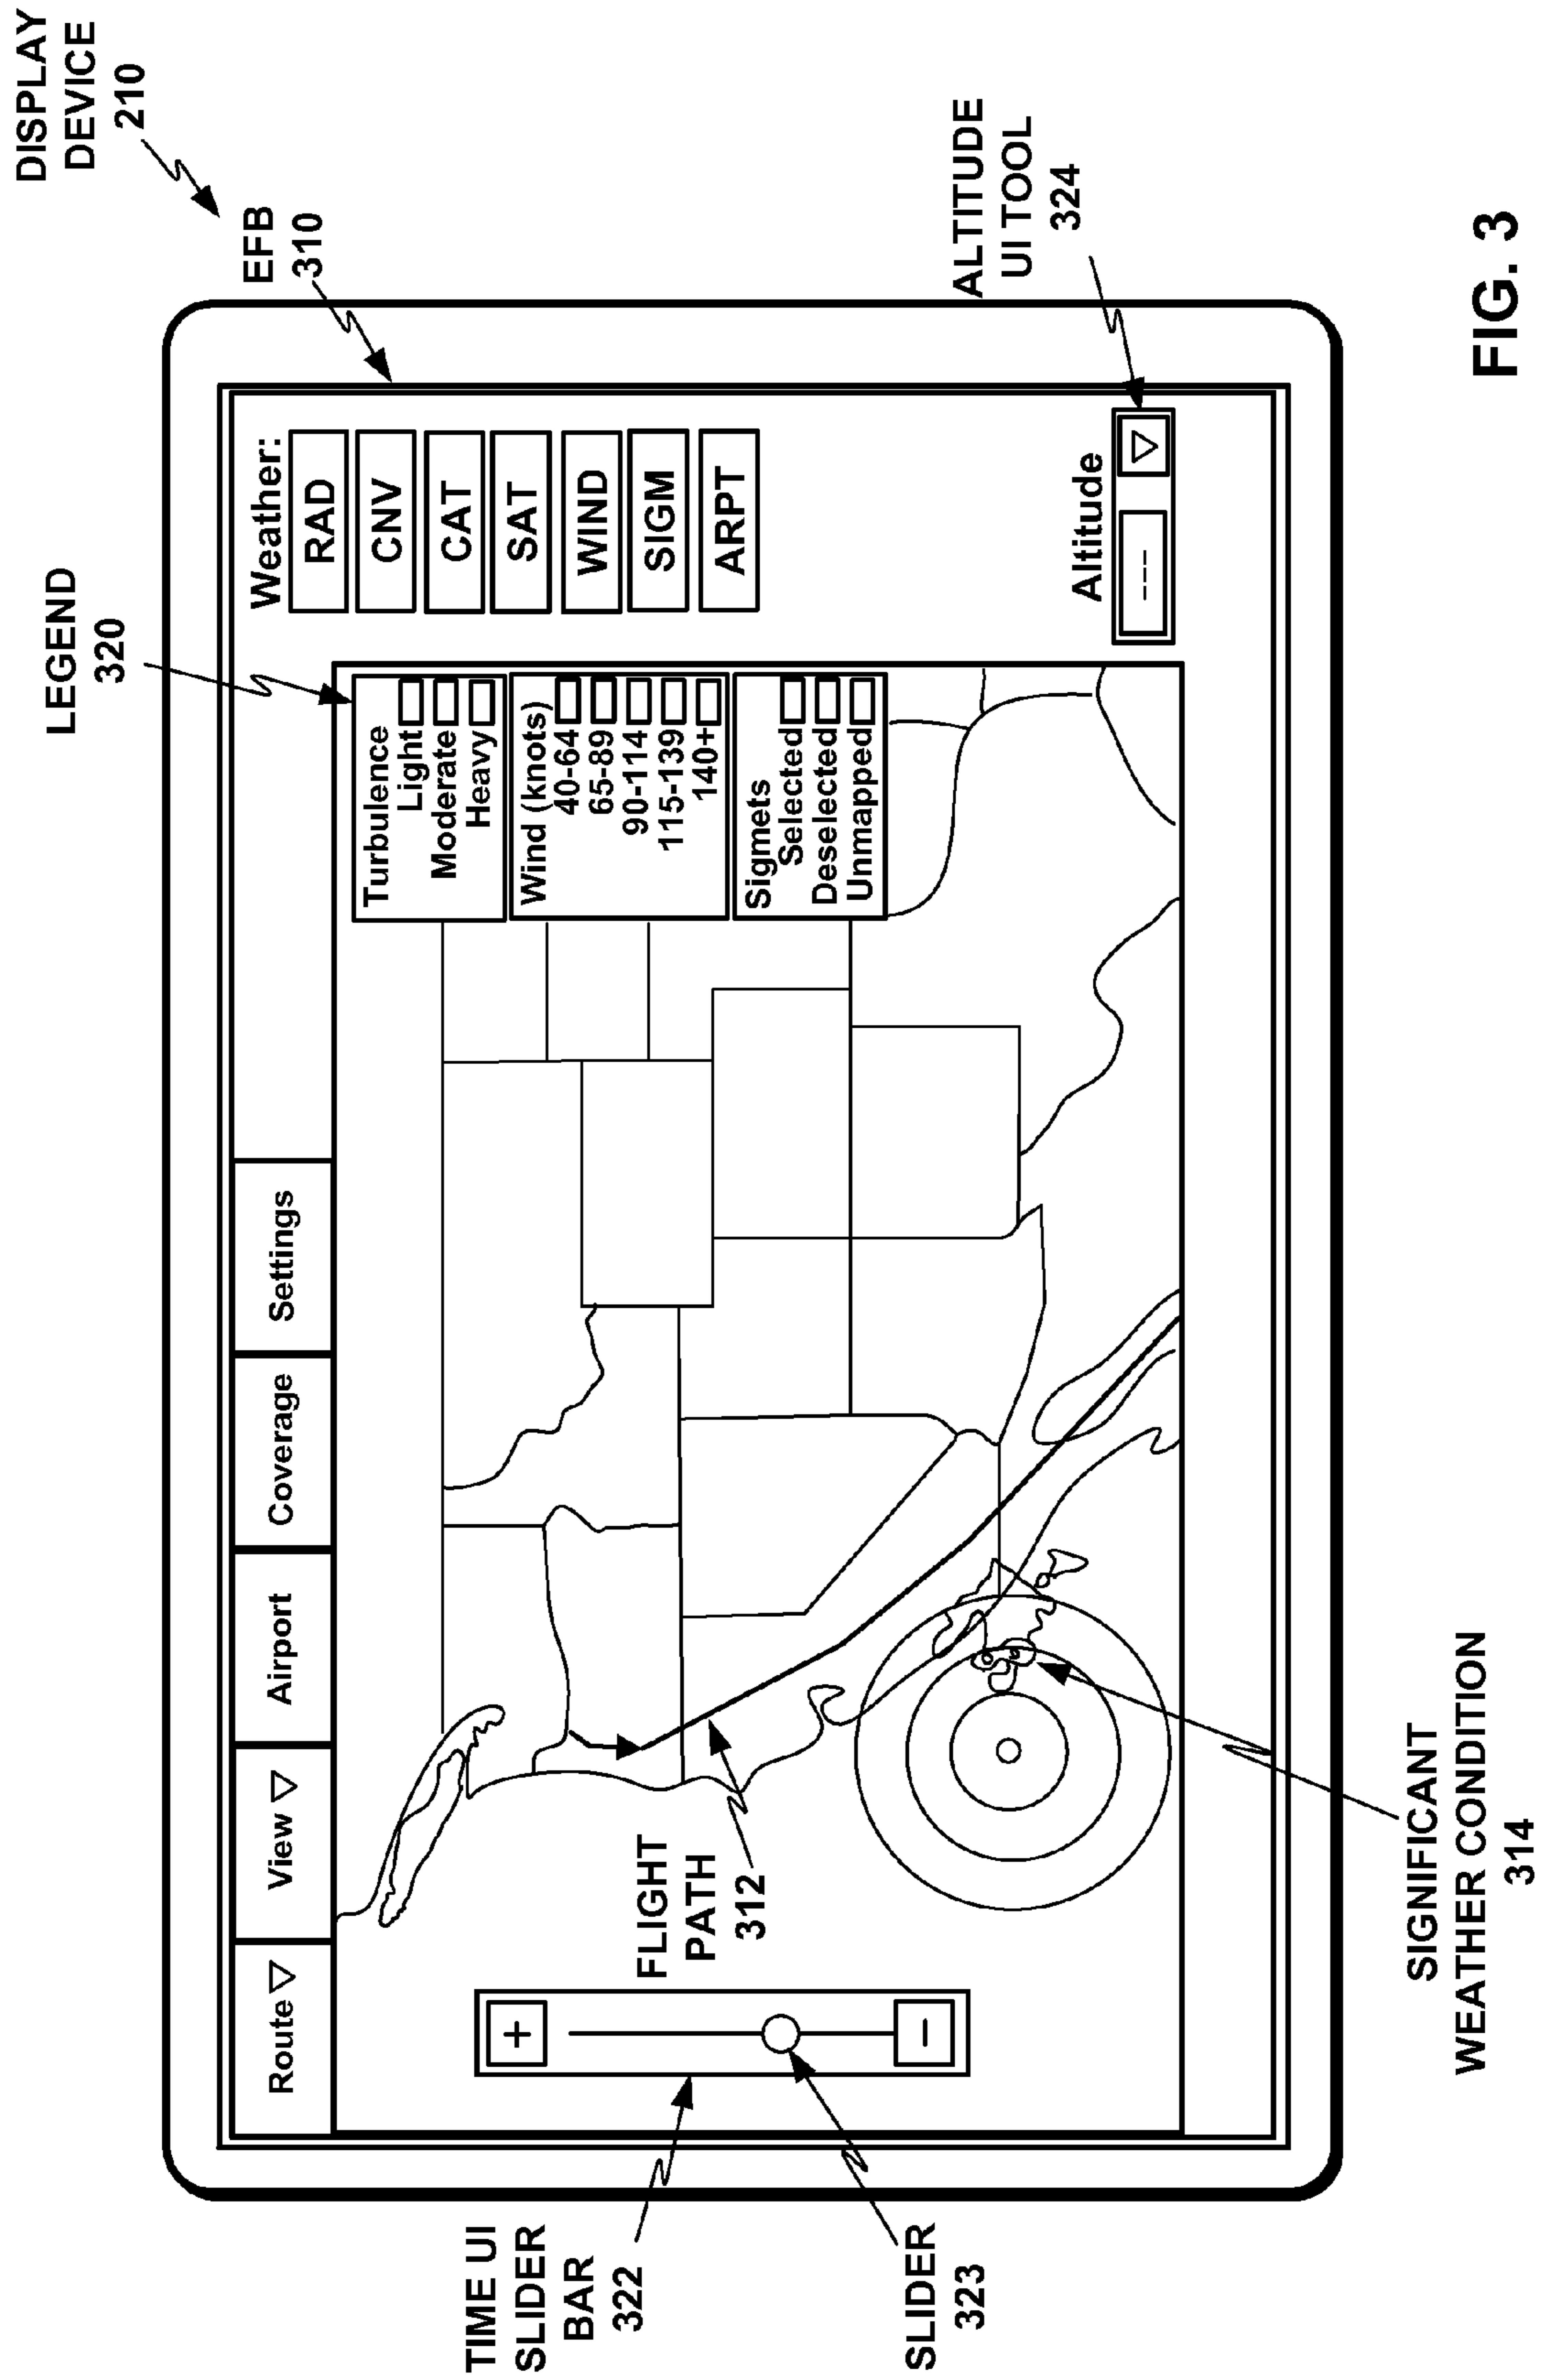 DISPLAY
DEVICE
210
EFB
310
LEGEND
320
Route
View
Airport
Coverage
Settings
Weather:
RAD
CNV
CAT
SAT
WIND
SIGM
ARPT
Turbulence
Light
Moderate
Heavy
Wind (knots)
40-64
65-89
90-114
115-139
140+
Sigmets
Selected
Deselected
Unmapped
Altitude
---
ALTITUDE
UI TOOL
324
TIME UI
SLIDER
BAR
322
+
–
SLIDER
323
FLIGHT
PATH
312
SIGNIFICANT
WEATHER CONDITION
314
FIG. 3